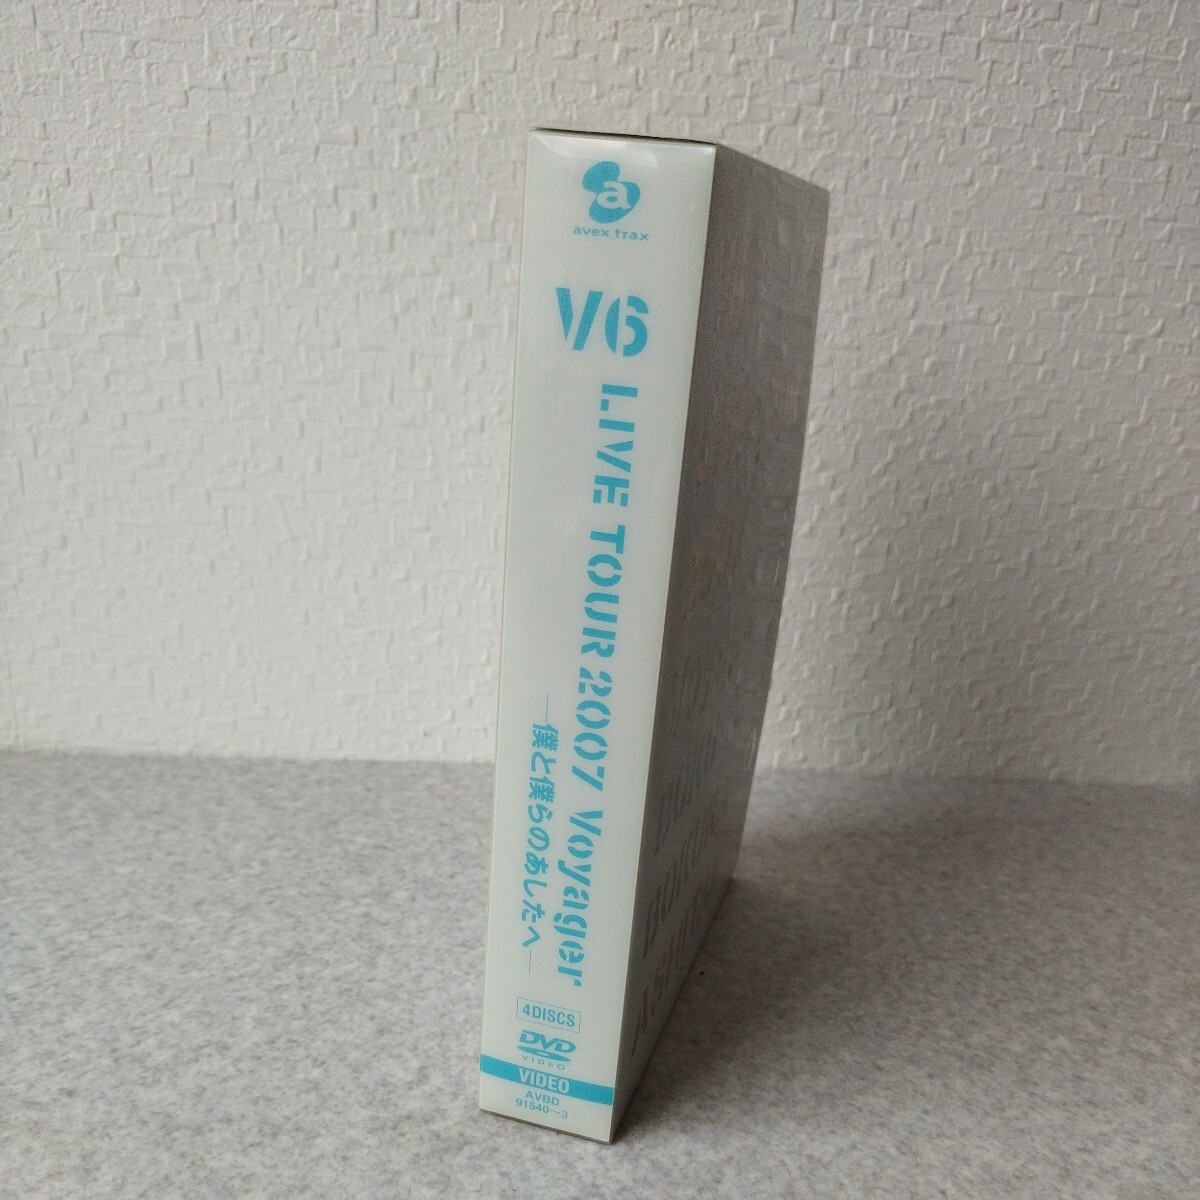 a
avex trax
V6
LIVE TOUR 2007 Voyager
—僕と僕らのあしたへ—
4DISCS
DVD
VIDEO
VIDEO
AVBD
91540~3